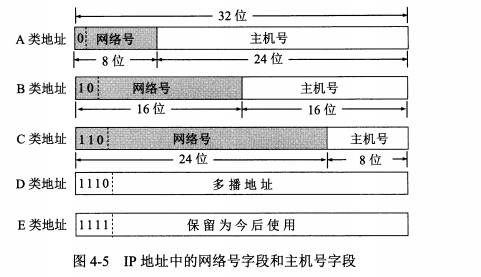 32 位
A 类地址 0 网络号 主机号
8 位 24 位
B 类地址 10 网络号 主机号
16 位 16 位
C 类地址 110 网络号 主机号
24 位 8 位
D 类地址 1110 多播地址
E 类地址 1111 保留为今后使用
图 4-5 IP 地址中的网络号字段和主机号字段